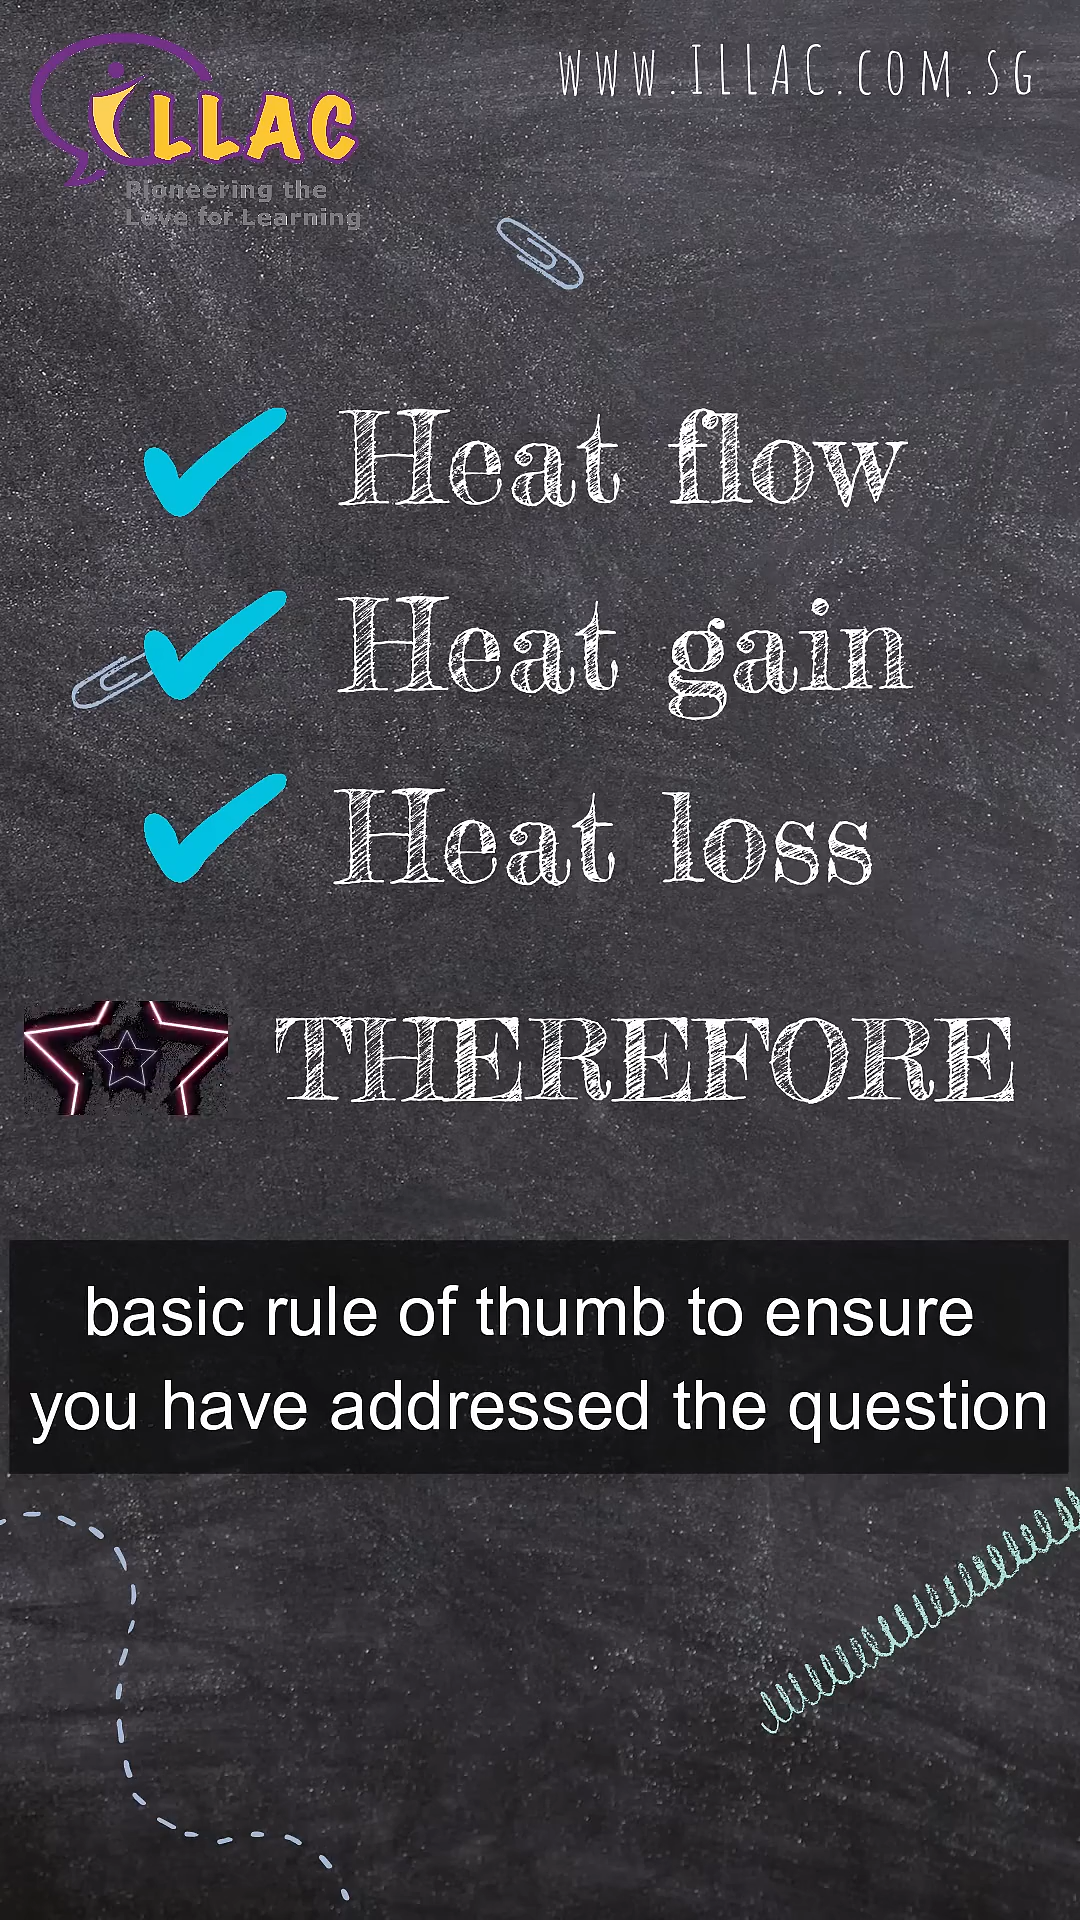 ILLAC
www.ILLAC.com.sg
Pioneering the
Love for Learning
Heat flow
Heat gain
Heat loss
THEREFORE
basic rule of thumb to ensure
you have addressed the question